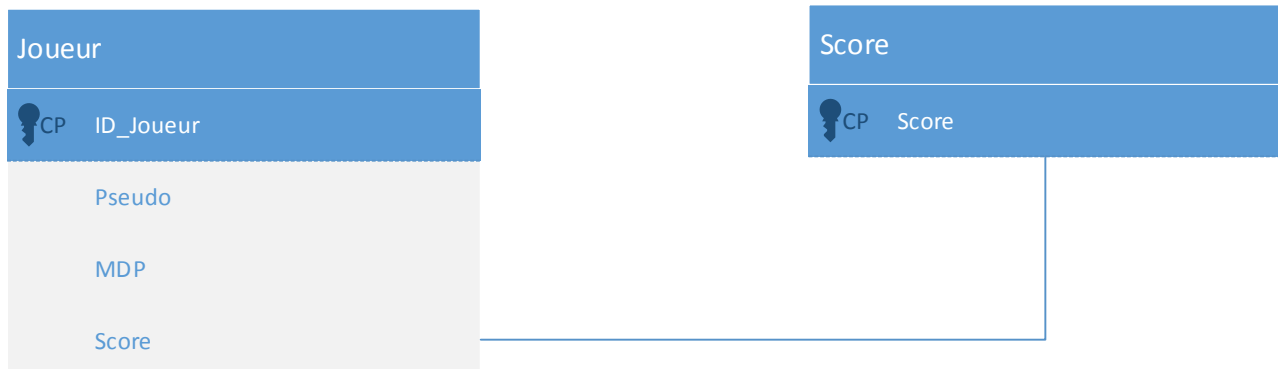 Joueur
CP ID_Joueur
Pseudo
MDP
Score
Score
CP Score